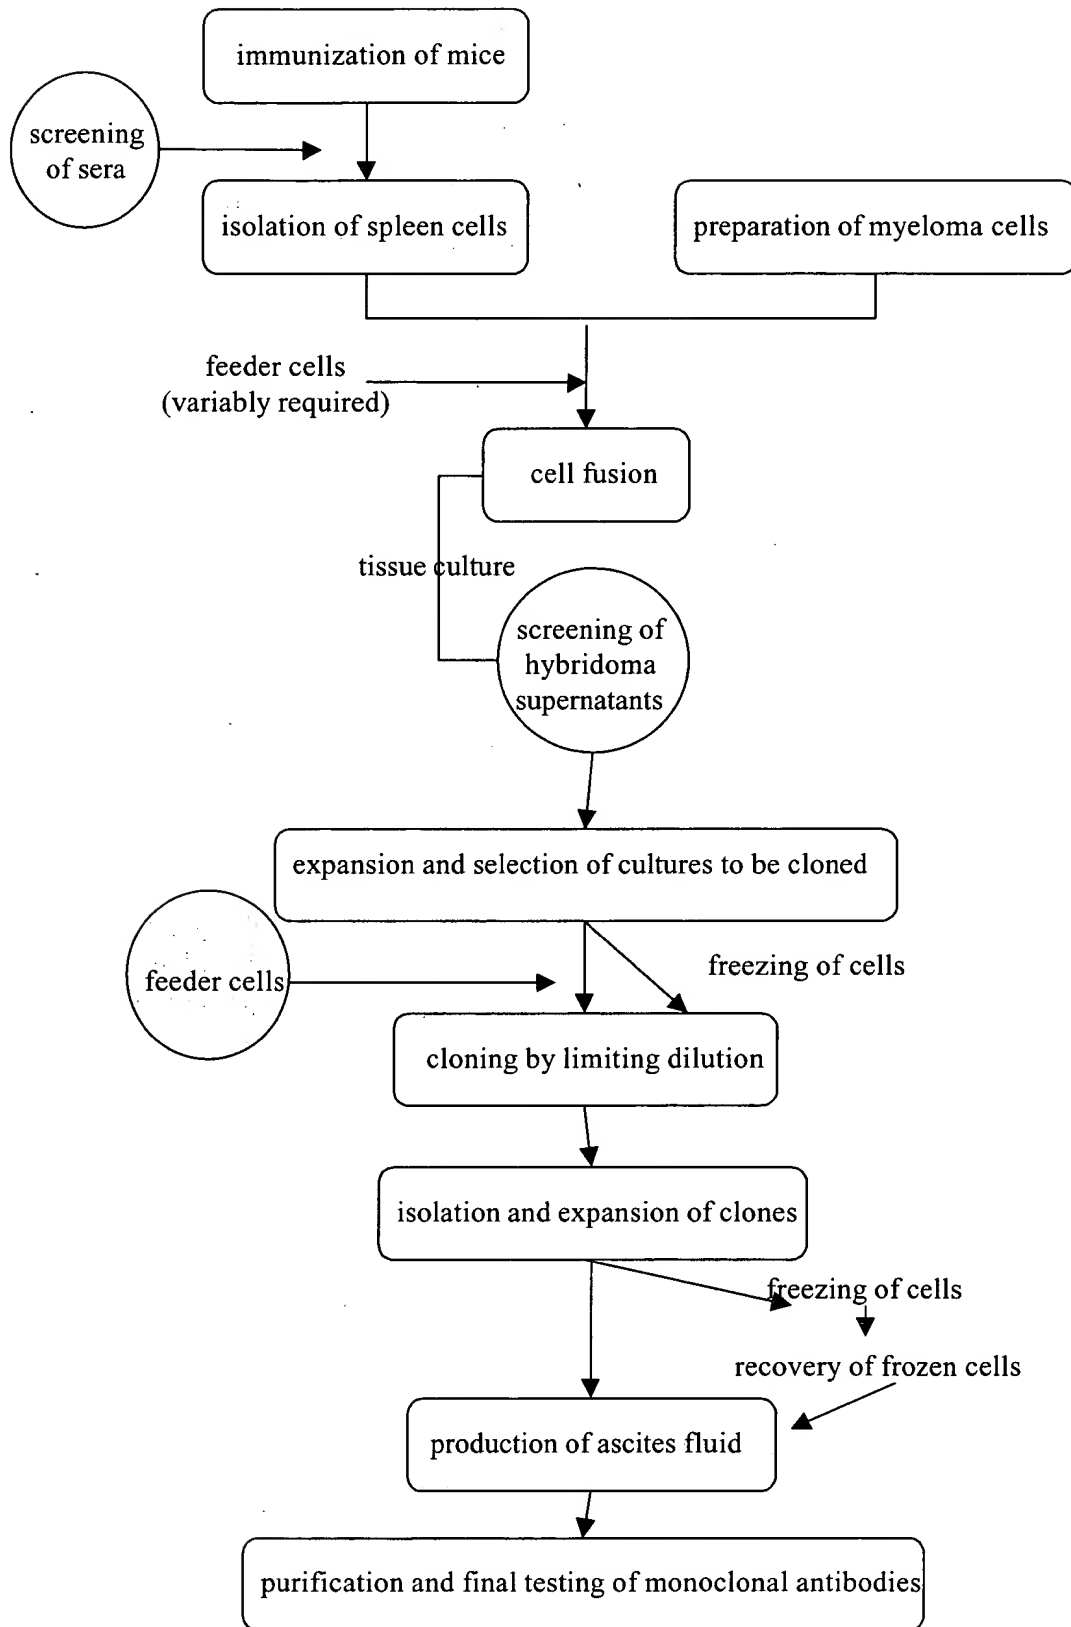 immunization of mice
screening
of sera
isolation of spleen cells
preparation of myeloma cells
feeder cells
(variably required)
cell fusion
tissue culture
screening of
hybridoma
supernatants
expansion and selection of cultures to be cloned
freezing of cells
feeder cells
cloning by limiting dilution
isolation and expansion of clones
freezing of cells
recovery of frozen cells
production of ascites fluid
purification and final testing of monoclonal antibodies